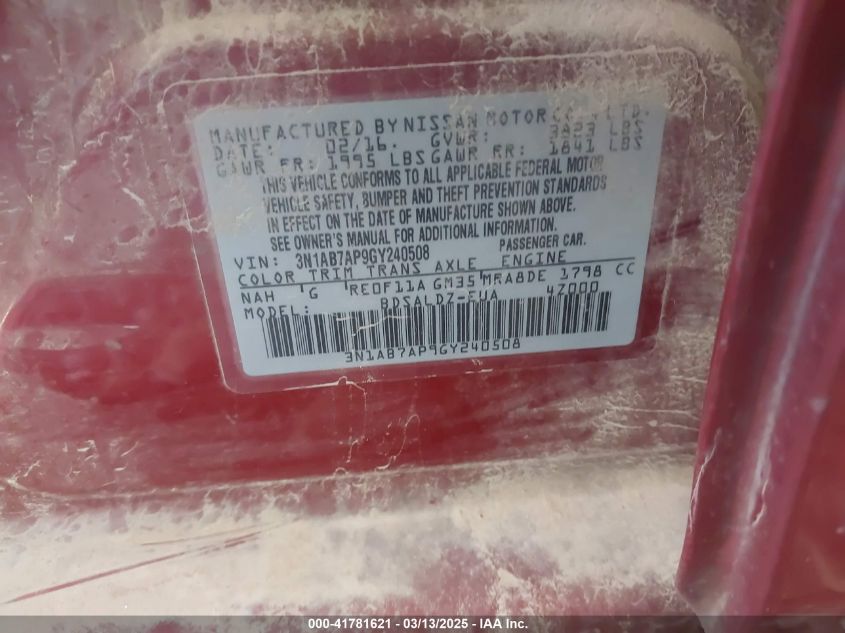 MANUFACTURED BY NISSAN MOTOR CO., LTD.
DATE: 02/16. GVWR: 3823 LBS
GAWR FR: 1995 LBS GAWR RR: 1841 LBS
THIS VEHICLE CONFORMS TO ALL APPLICABLE FEDERAL MOTOR
VEHICLE SAFETY, BUMPER AND THEFT PREVENTION STANDARDS
IN EFFECT ON THE DATE OF MANUFACTURE SHOWN ABOVE.
SEE OWNER'S MANUAL FOR ADDITIONAL INFORMATION.
VIN: 3N1AB7AP9GY240508 PASSENGER CAR.
COLOR TRIM TRANS AXLE ENGINE
NAH G RE0F11A GM35 MRA8DE 1798 CC
MODEL: BDSALDZ-EUA 4Z000
3N1AB7AP9GY240508
000-41781621 | 03/13/2025 | IAA Inc.